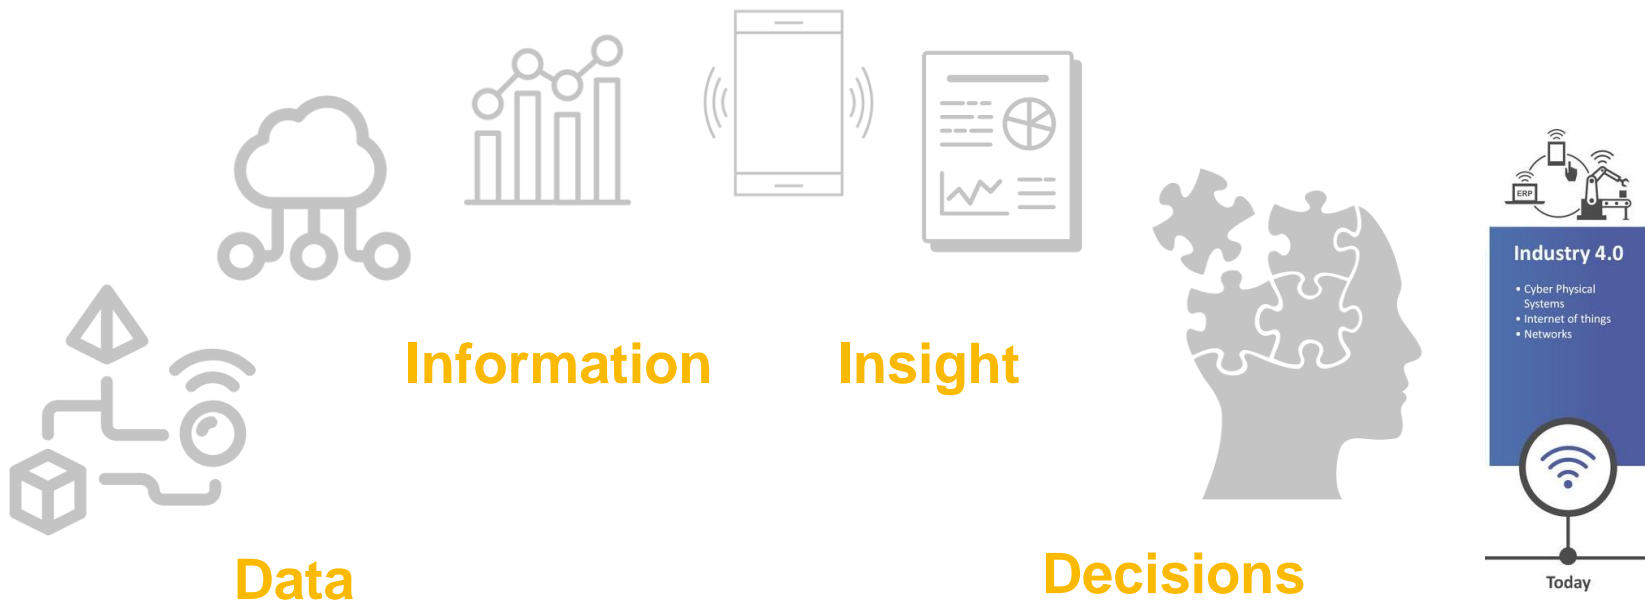 Data
Information
Insight
Decisions
ERP
Industry 4.0
• Cyber Physical
Systems
• Internet of things
• Networks
Today